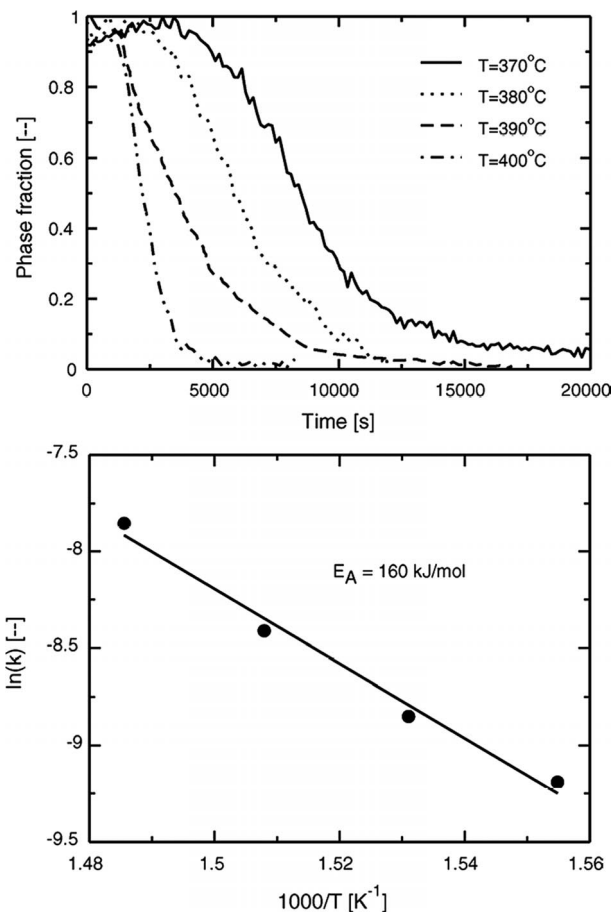 1
0.8
0.6
0.4
0.2
0
Phase fraction [--]
T=370°C
T=380°C
T=390°C
T=400°C
0 5000 10000 15000 20000
Time [s]
-7.5
-8
-8.5
-9
-9.5
ln(k) [--]
E_A = 160 kJ/mol
1.48 1.5 1.52 1.54 1.56
1000/T [K⁻¹]